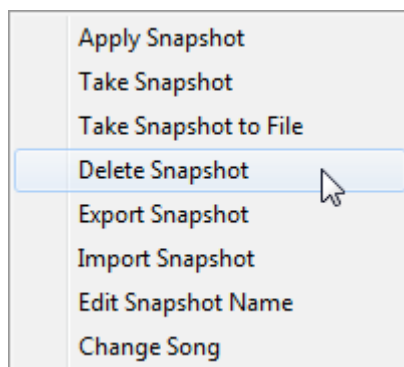 Apply Snapshot
Take Snapshot
Take Snapshot to File
Delete Snapshot
Export Snapshot
Import Snapshot
Edit Snapshot Name
Change Song